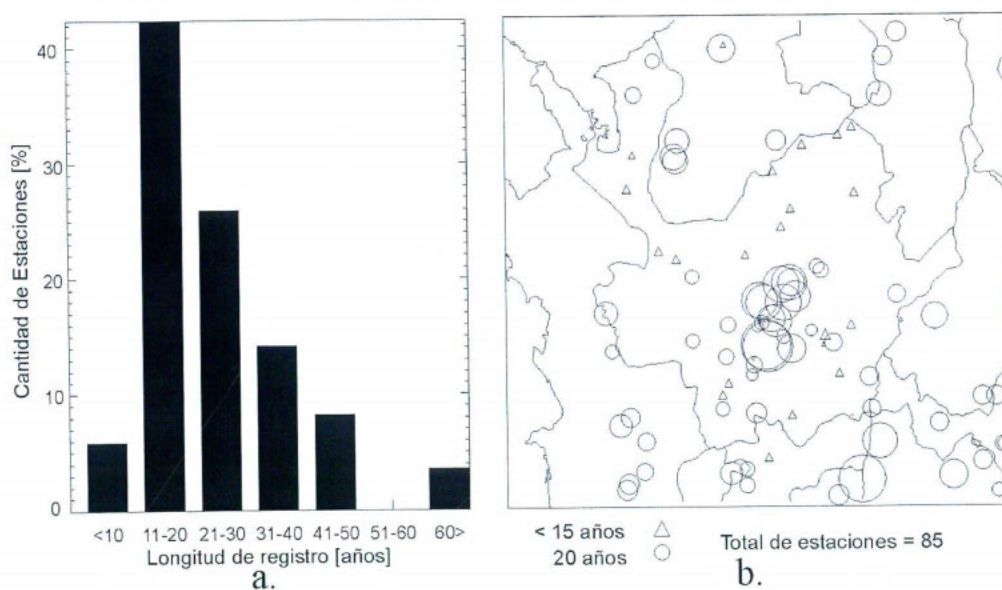 Cantidad de Estaciones [%]
40
30
20
10
0
<10 11-20 21-30 31-40 41-50 51-60 60>
Longitud de registro [años]
a.
< 15 años
20 años
Total de estaciones = 85
b.